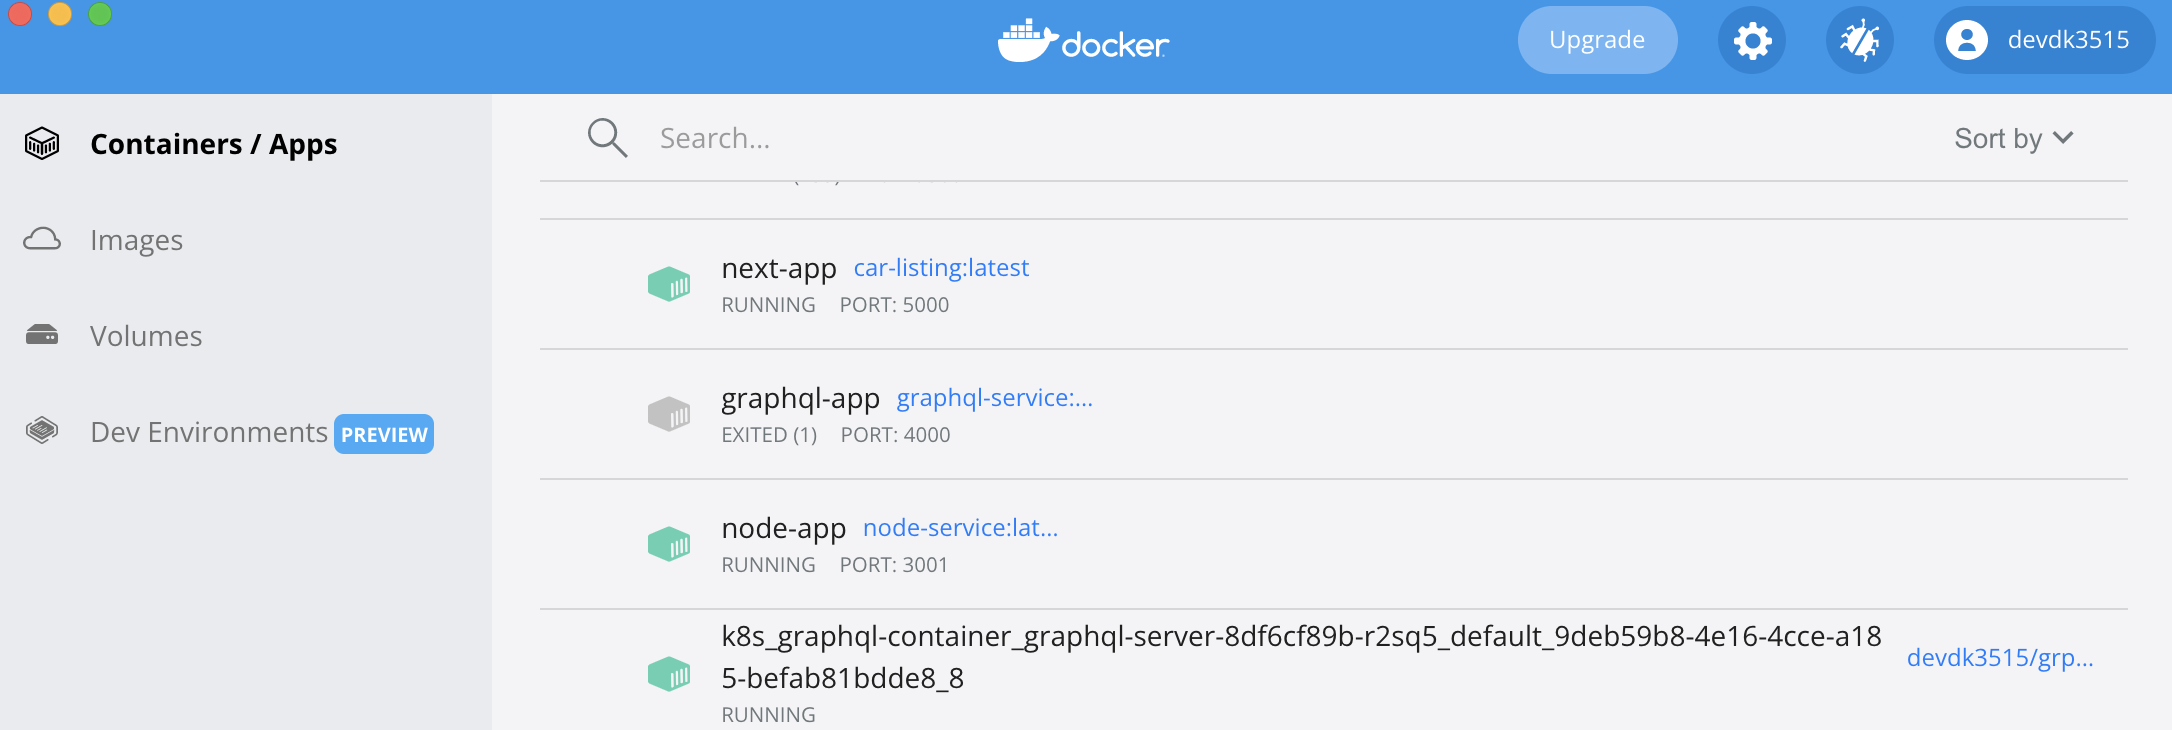 docker
Upgrade
devdk3515
Containers / Apps
Images
Volumes
Dev Environments PREVIEW
Search...
Sort by
next-app car-listing:latest
RUNNING PORT: 5000
graphql-app graphql-service:...
EXITED (1) PORT: 4000
node-app node-service:lat...
RUNNING PORT: 3001
k8s_graphql-container_graphql-server-8df6cf89b-r2sq5_default_9deb59b8-4e16-4cce-a18
5-befab81bdde8_8
devdk3515/grp...
RUNNING